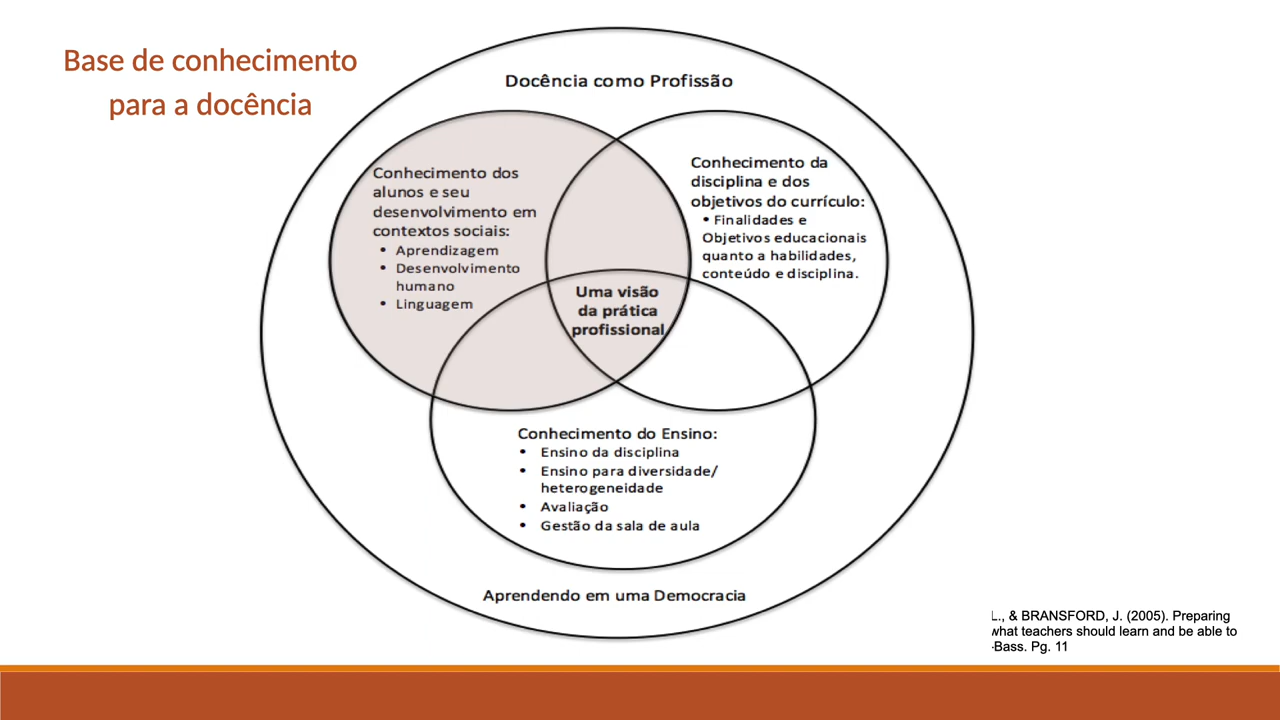 Base de conhecimento
para a docência
Docência como Profissão
Conhecimento dos
alunos e seu
desenvolvimento em
contextos sociais:
• Aprendizagem
• Desenvolvimento
humano
• Linguagem
Conhecimento da
disciplina e dos
objetivos do currículo:
• Finalidades e
Objetivos educacionais
quanto a habilidades,
conteúdo e disciplina.
Uma visão
da prática
profissional
Conhecimento do Ensino:
• Ensino da disciplina
• Ensino para diversidade/
heterogeneidade
• Avaliação
• Gestão da sala de aula
Aprendendo em uma Democracia
L., & BRANSFORD, J. (2005). Preparing
what teachers should learn and be able to
-Bass. Pg. 11